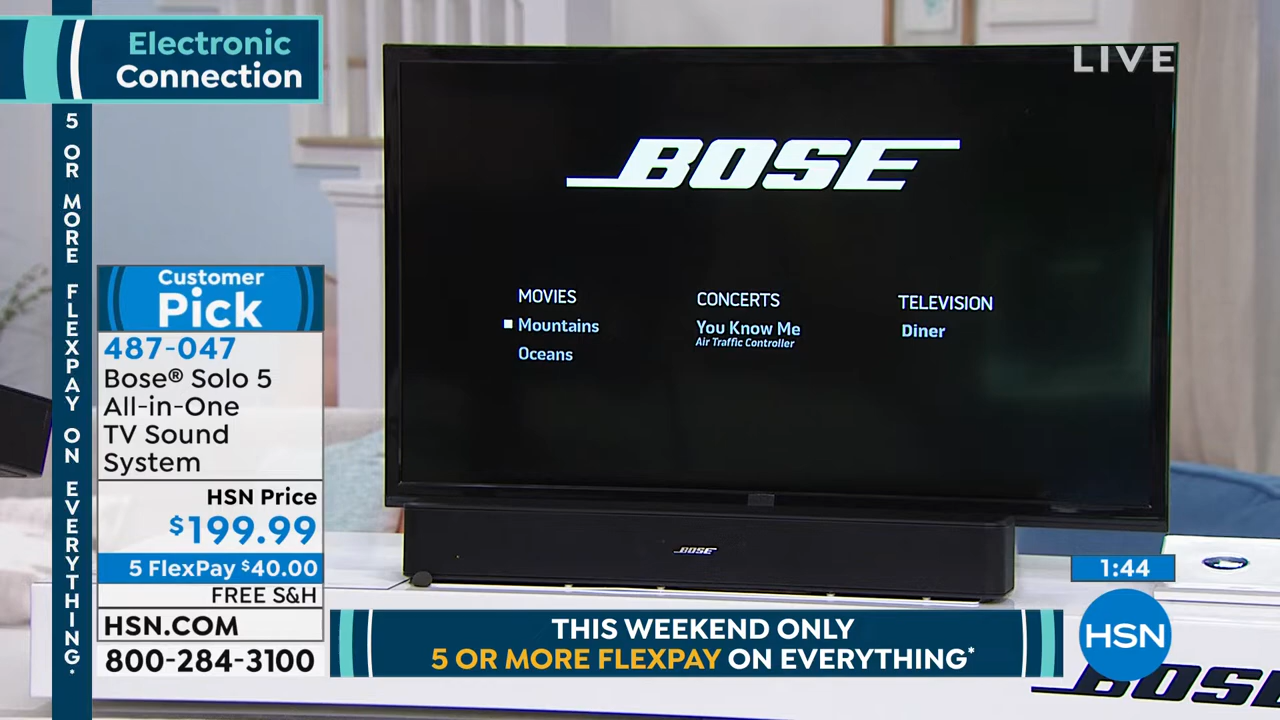 Electronic
Connection
5 OR MORE FLEXPAY ON EVERYTHING.*
LIVE
BOSE
MOVIES
Mountains
Oceans
CONCERTS
You Know Me
Air Traffic Controller
TELEVISION
Diner
Customer
Pick
487-047
Bose® Solo 5
All-in-One
TV Sound
System
HSN Price
$199.99
5 FlexPay $40.00
FREE S&H
HSN.COM
800-284-3100
BOSE
1:44
THIS WEEKEND ONLY
5 OR MORE FLEXPAY ON EVERYTHING*
HSN
BOSE